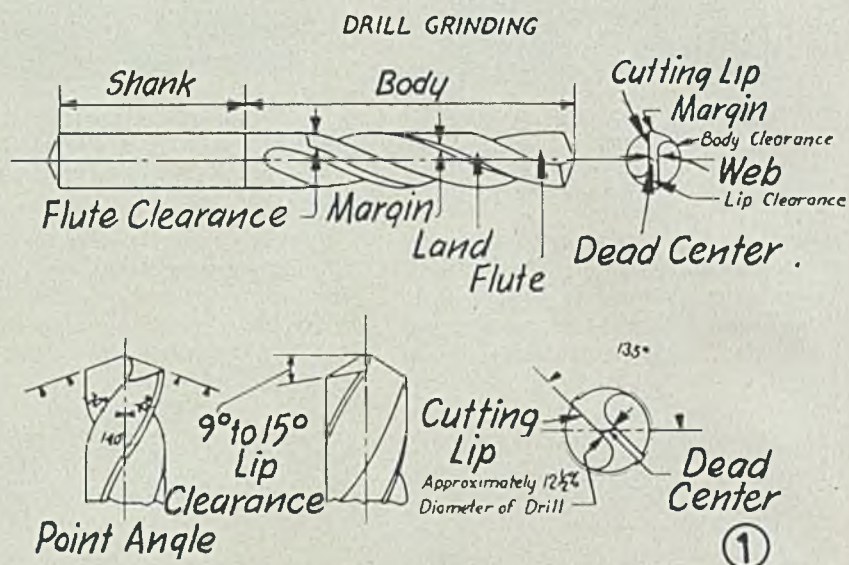 DRILL GRINDING
Shank
Body
Cutting Lip
Margin
Body Clearance
Web
Lip Clearance
Dead Center .
Flute Clearance
Margin
Land
Flute
140°
Point Angle
9° to 15°
Lip
Clearance
135°
Cutting
Lip
Approximately 12½%
Diameter of Drill
Dead
Center
1